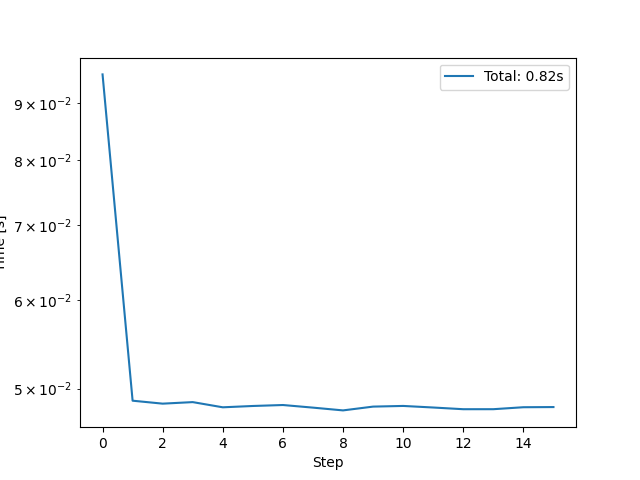 Total: 0.82s
9 × 10⁻²
8 × 10⁻²
7 × 10⁻²
6 × 10⁻²
5 × 10⁻²
[s]
0 2 4 6 8 10 12 14
Step